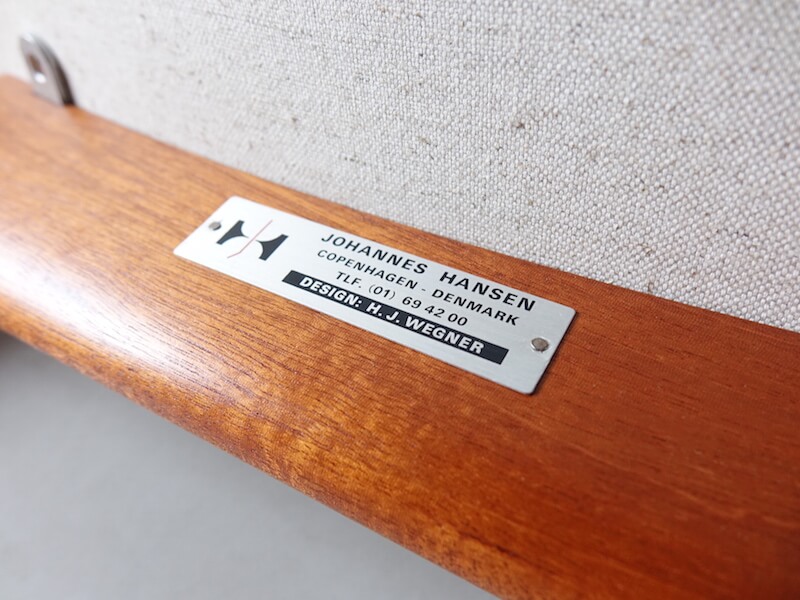 JOHANNES HANSEN
COPENHAGEN - DENMARK
TLF. (01) 69 42 00
DESIGN: H. J. WEGNER